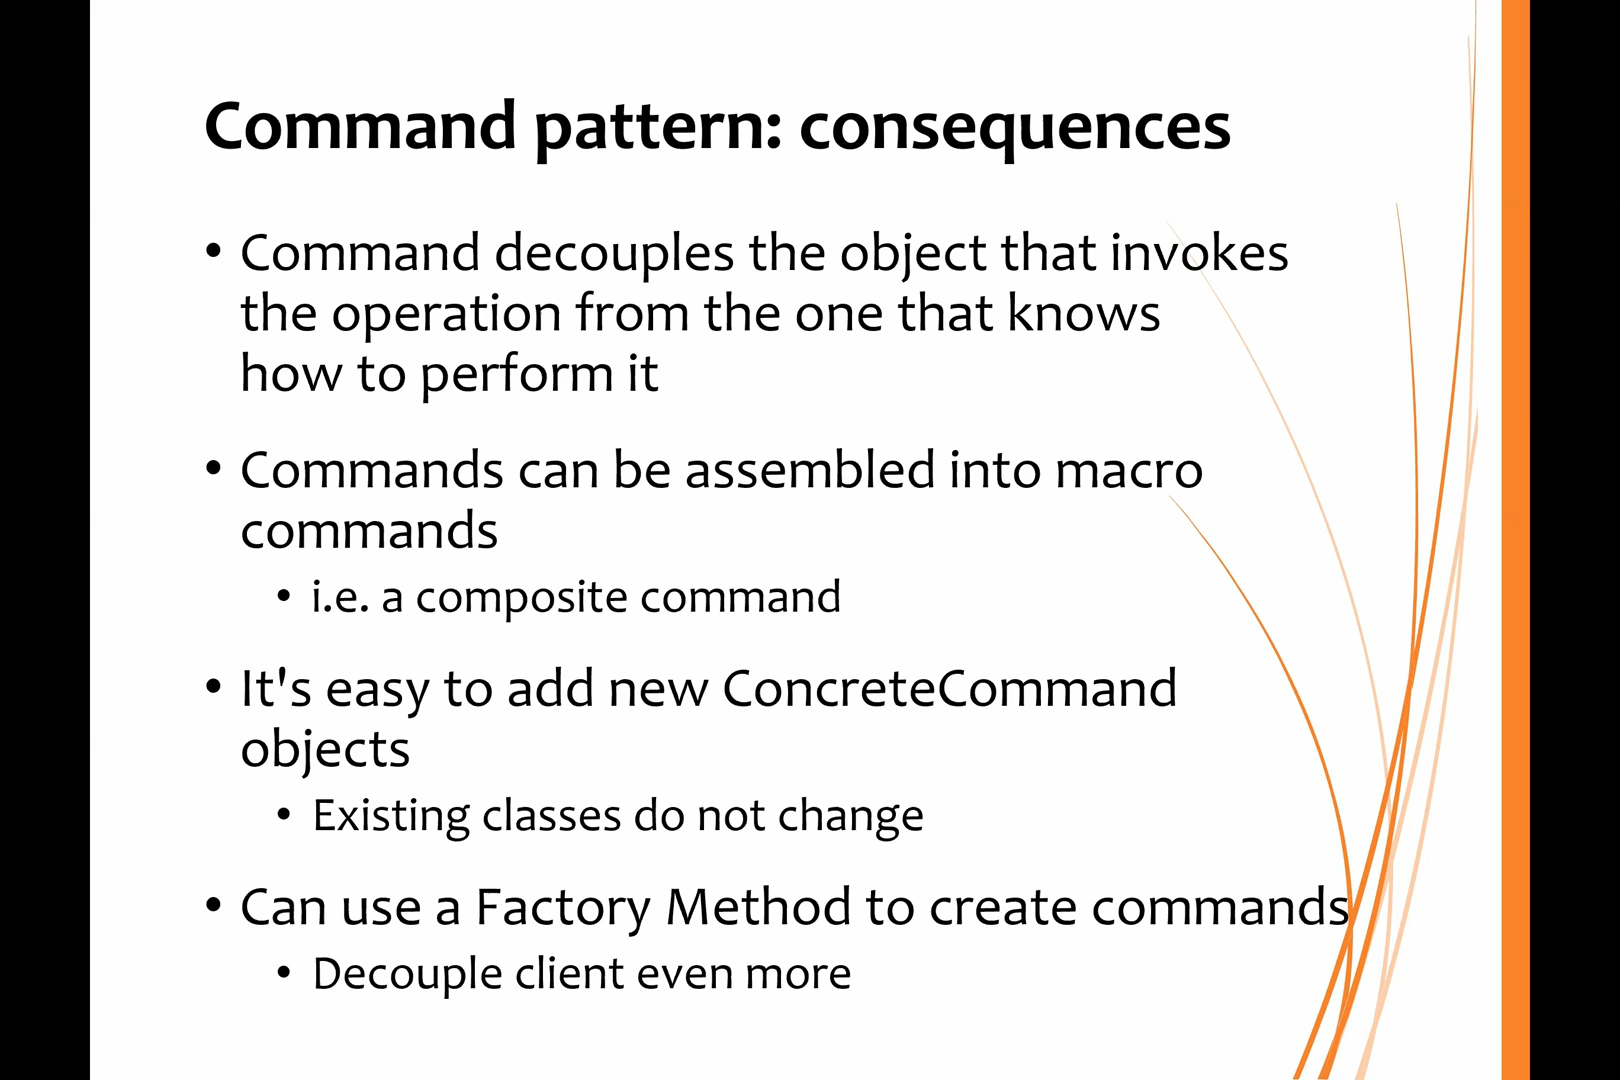 Command pattern: consequences
• Command decouples the object that invokes
the operation from the one that knows
how to perform it
• Commands can be assembled into macro
commands
• i.e. a composite command
• It's easy to add new ConcreteCommand
objects
• Existing classes do not change
• Can use a Factory Method to create commands
• Decouple client even more